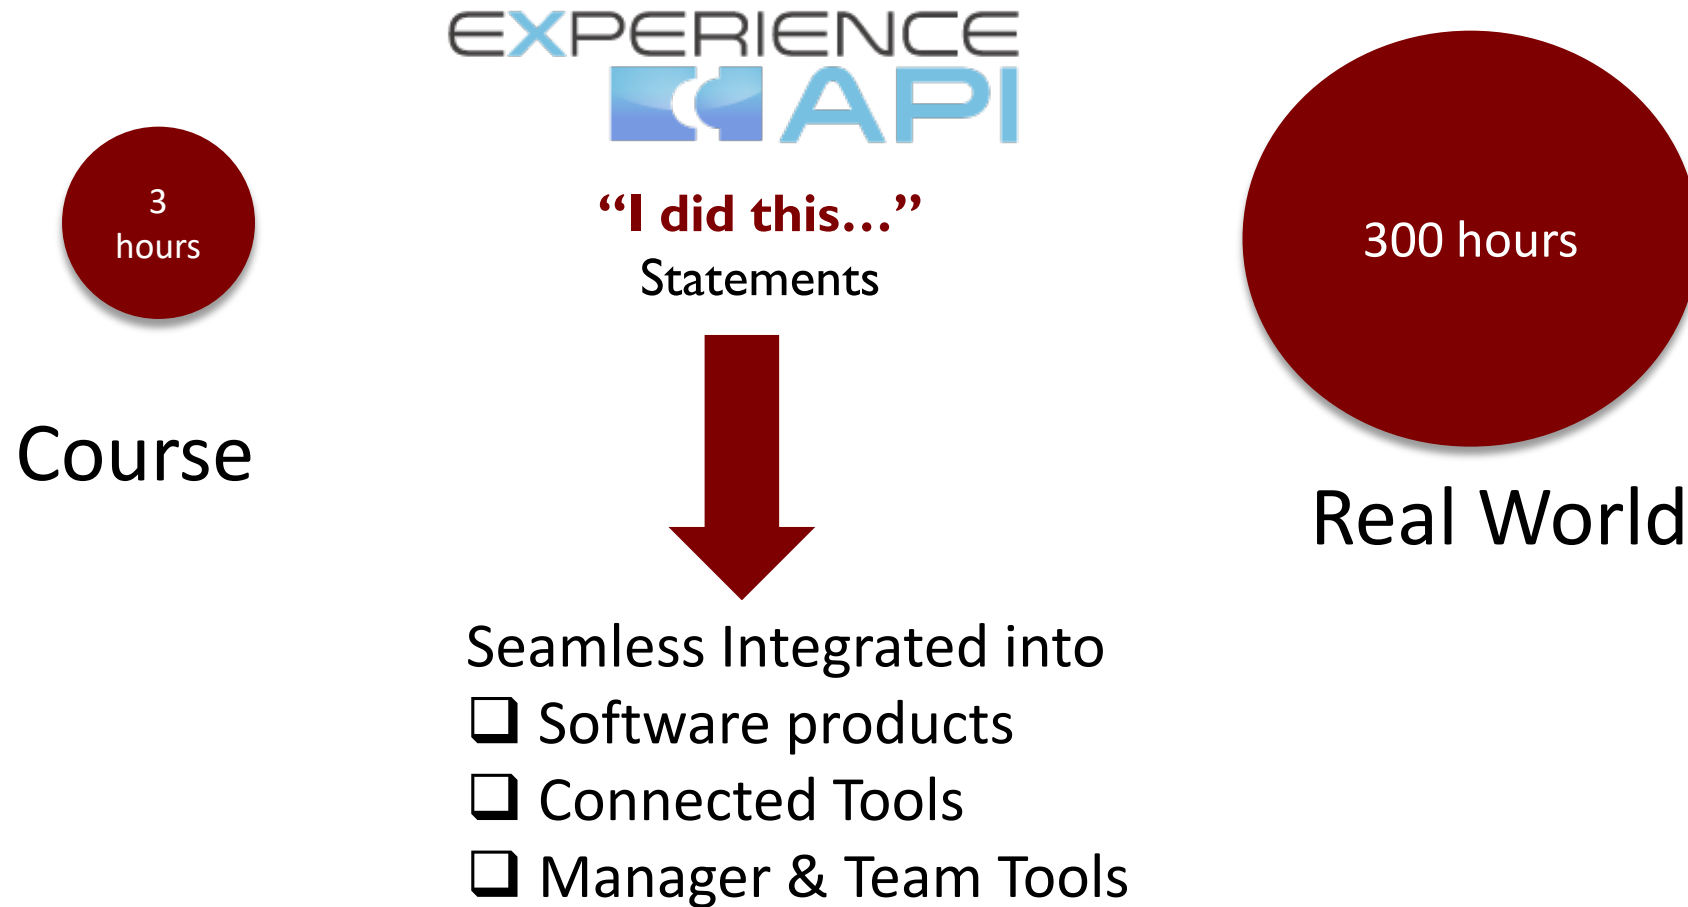 EXPERIENCE
API
3
hours
“I did this…”
Statements
300 hours
Course
Real World
Seamless Integrated into
❑ Software products
❑ Connected Tools
❑ Manager & Team Tools